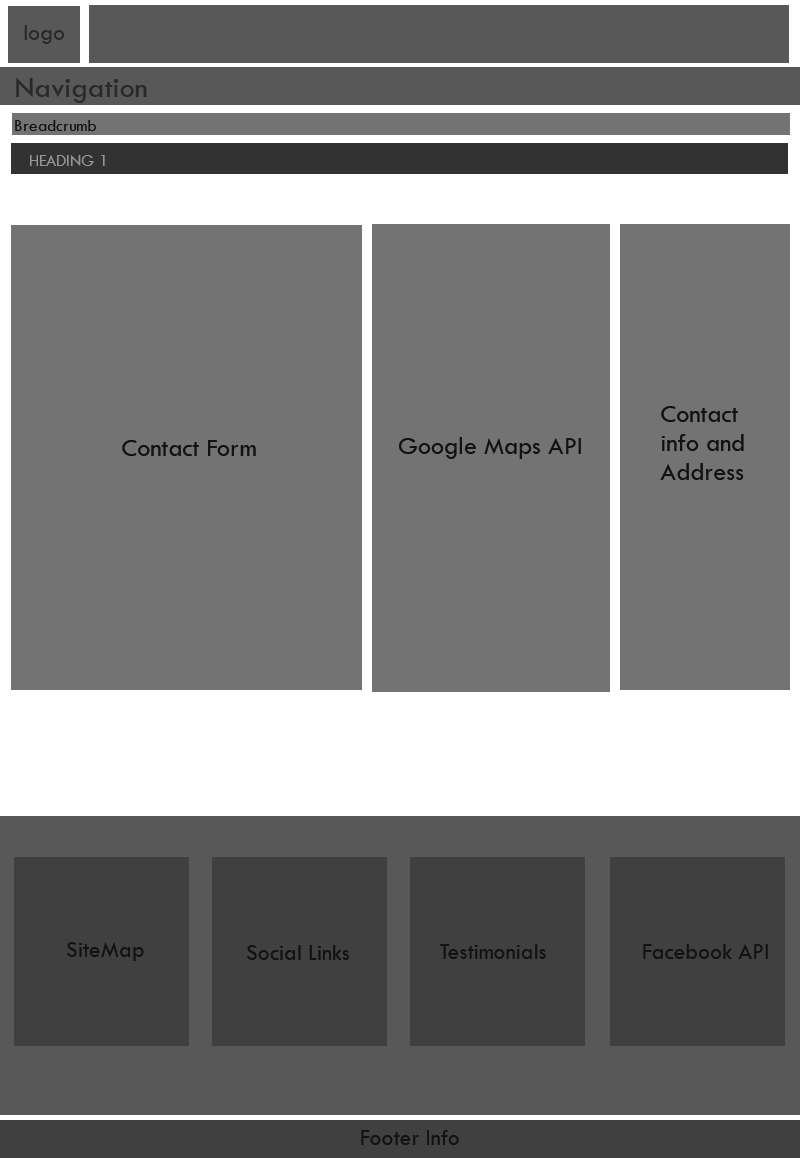 logo
Navigation
Breadcrumb
HEADING 1
Contact Form
Google Maps API
Contact
info and
Address
SiteMap
Social Links
Testimonials
Facebook API
Footer Info